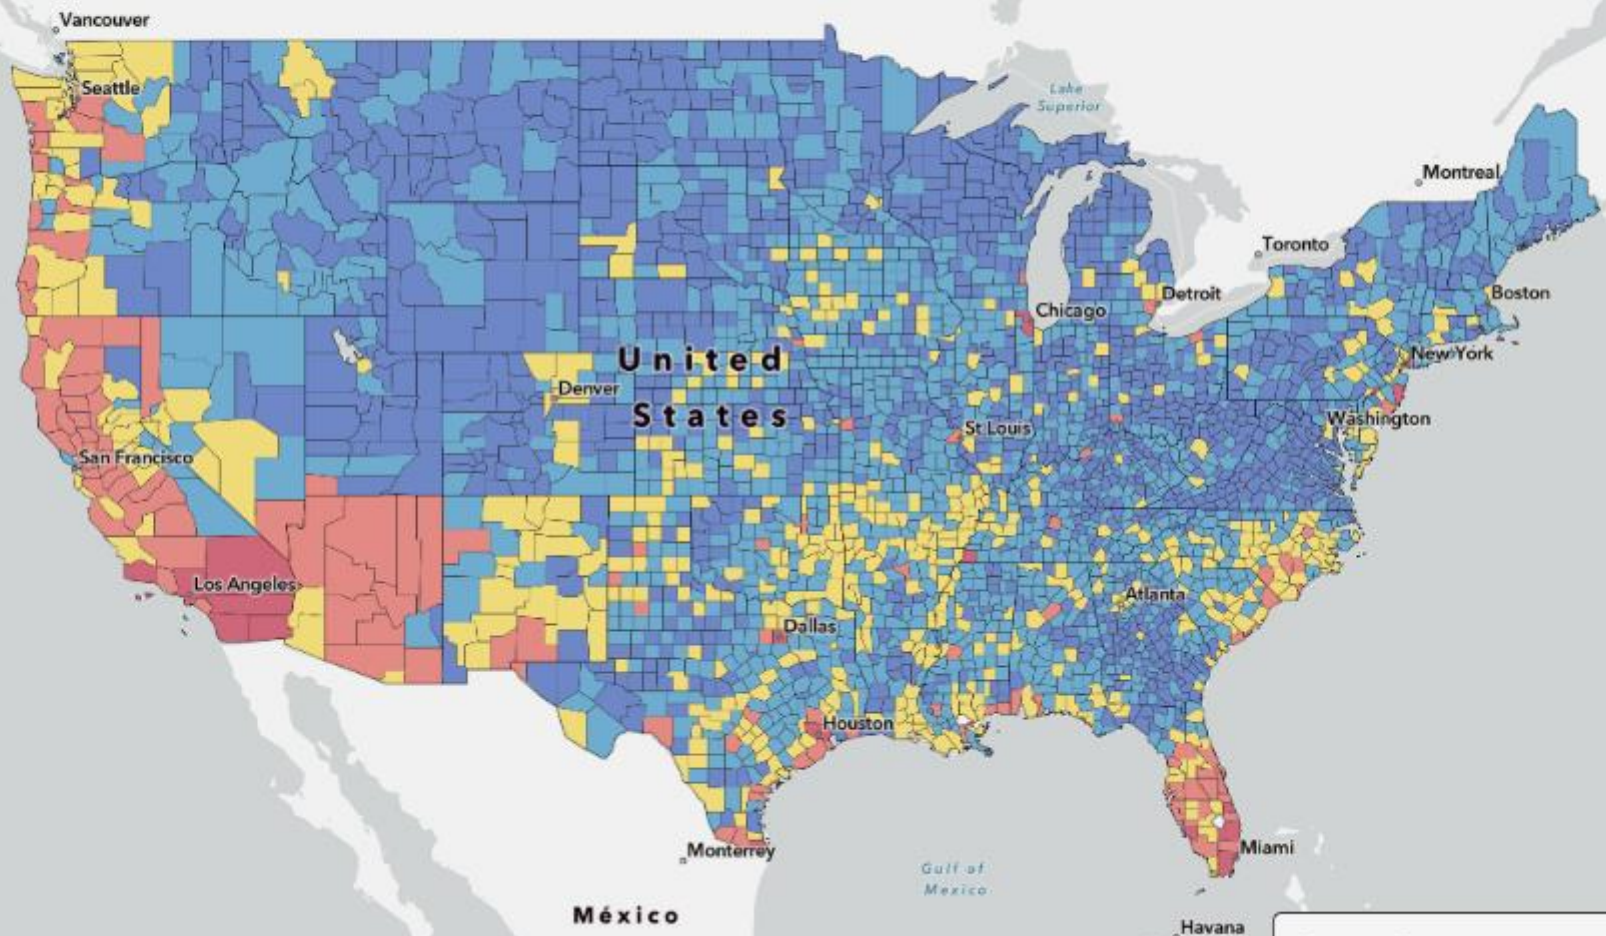 Vancouver
Seattle
Lake
Superior
Montreal
Toronto
Detroit
Boston
Chicago
New York
United
States
Denver
St Louis
Washington
San Francisco
Los Angeles
Atlanta
Dallas
Houston
Monterrey
Miami
Gulf of
Mexico
México
Havana